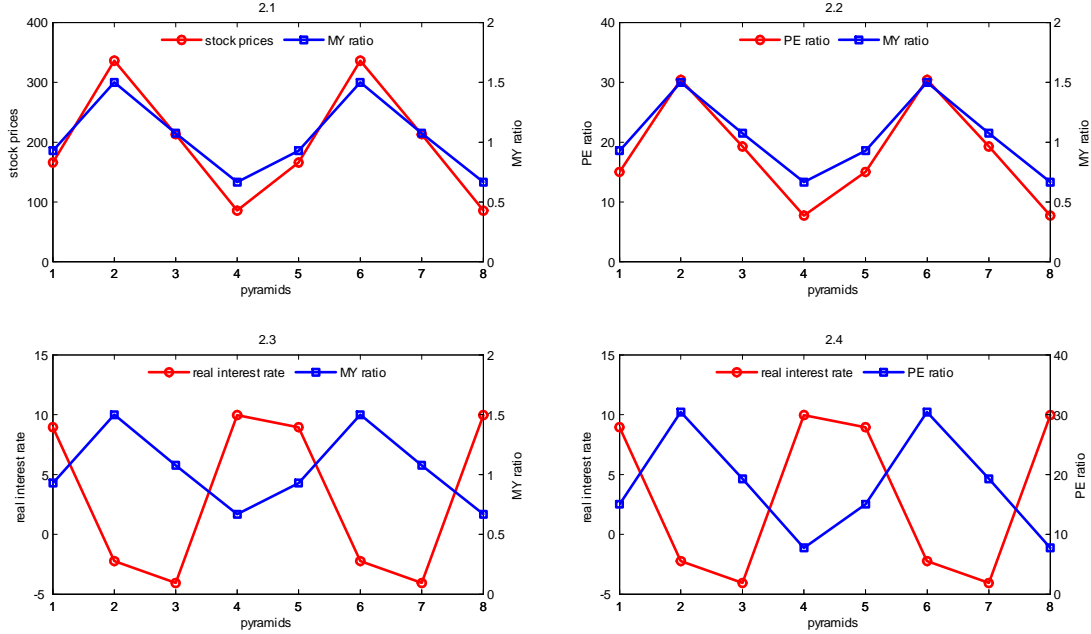 2.1
400
300
200
100
0
stock prices
stock prices
MY ratio
2
1.5
1
0.5
0
MY ratio
1 2 3 4 5 6 7 8
pyramids
2.2
40
30
20
10
0
PE ratio
PE ratio
MY ratio
2
1.5
1
0.5
0
MY ratio
1 2 3 4 5 6 7 8
pyramids
2.3
15
10
5
0
-5
real interest rate
real interest rate
MY ratio
2
1.5
1
0.5
0
MY ratio
1 2 3 4 5 6 7 8
pyramids
2.4
15
10
5
0
-5
real interest rate
real interest rate
PE ratio
40
30
20
10
0
PE ratio
1 2 3 4 5 6 7 8
pyramids